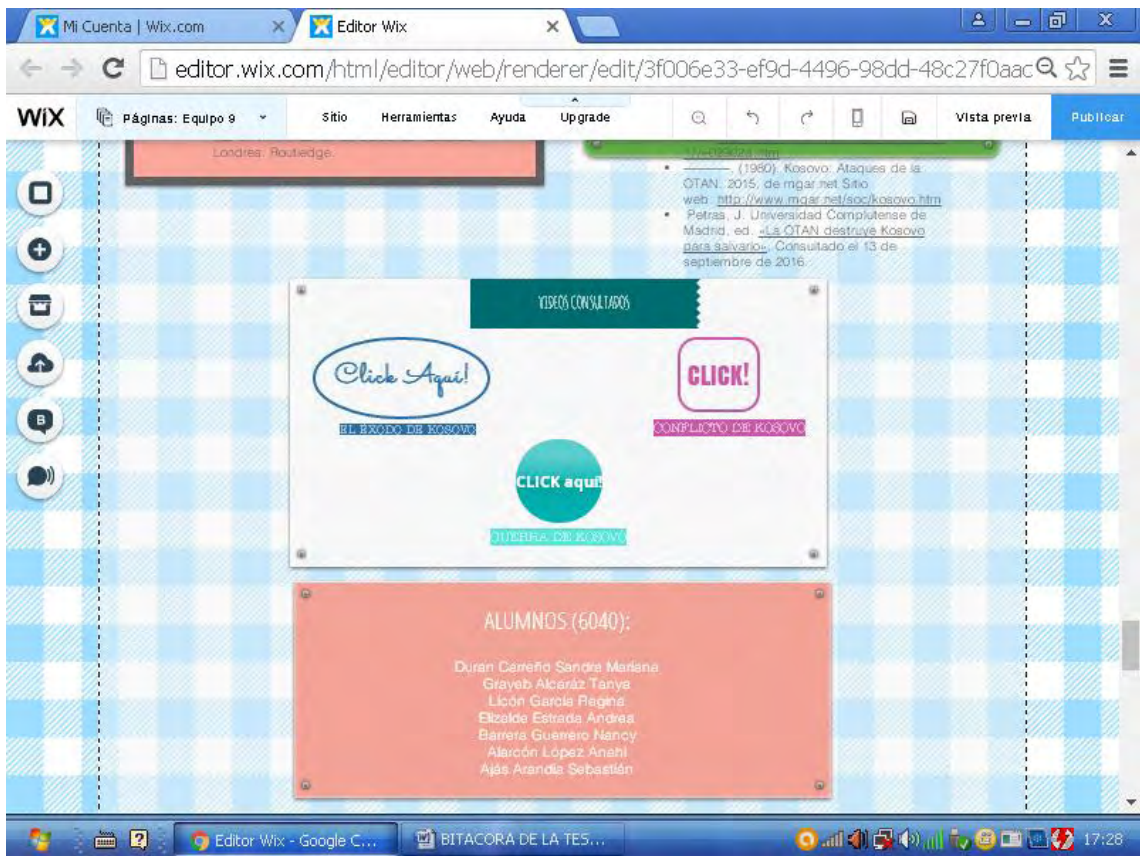 Mi Cuenta | Wix.com
Editor Wix
editor.wix.com/html/editor/web/renderer/edit/3f006e33-ef9d-4496-98dd-48c27f0aac
WiX
Páginas: Equipo 9
Sitio
Herramientas
Ayuda
Upgrade
Vista previa
Publicar
Londres. Routledge.
(1980). Kosovo: Ataques de la
OTAN. 2015, de mgar.net Sitio
web: http://www.mgar.net/soc/kosovo.htm
Petras, J. Universidad Complutense de
Madrid, ed. «La OTAN destruye Kosovo
para salvarlo». Consultado el 13 de
septiembre de 2016.
VIDEOS CONSULTADOS
Click Aquí!
CLICK!
EL EXODO DE KOSOVO
CONFLICTO DE KOSOVO
CLICK aquí!
GUERRA DE KOSOVO
ALUMNOS (6040):
Duran Carreño Sandra Mariana
Grayeb Alcaráz Tanya
Licón García Regina
Elizalde Estrada Andrea
Barrera Guerrero Nancy
Alarcón López Anahí
Ajás Arandia Sebastián
B
Editor Wix - Google C...
BITACORA DE LA TES...
17:28